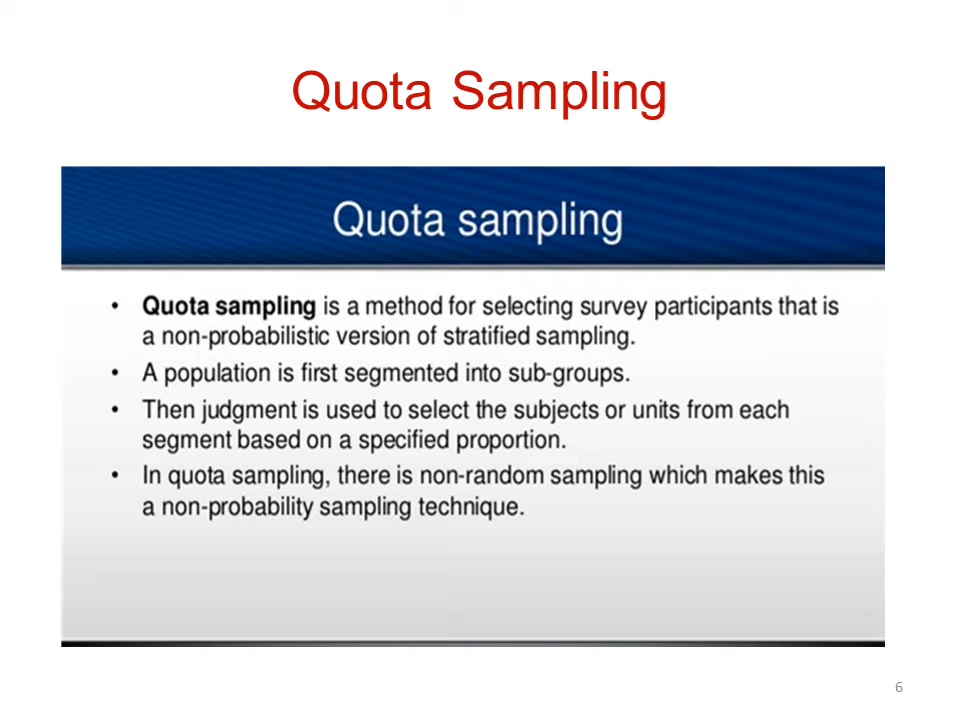 Quota Sampling
Quota sampling
• Quota sampling is a method for selecting survey participants that is
a non-probabilistic version of stratified sampling.
• A population is first segmented into sub-groups.
• Then judgment is used to select the subjects or units from each
segment based on a specified proportion.
• In quota sampling, there is non-random sampling which makes this
a non-probability sampling technique.
6